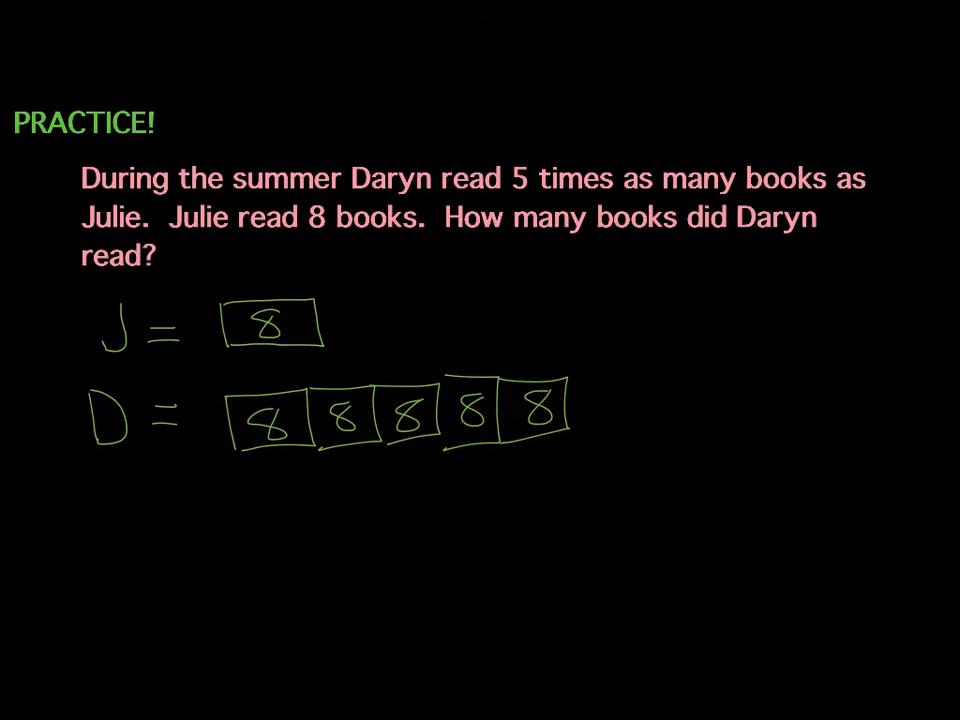 PRACTICE!
During the summer Daryn read 5 times as many books as
Julie.  Julie read 8 books.  How many books did Daryn
read?
J = 8
D = 8 8 8 8 8